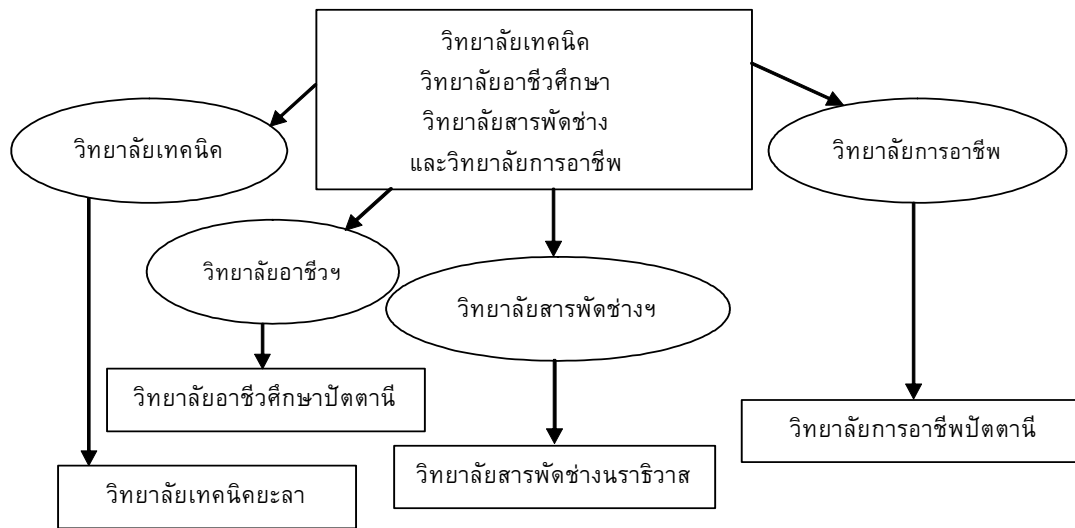 วิทยาลัยเทคนิค
วิทยาลัยอาชีวศึกษา
วิทยาลัยสารพัดช่าง
และวิทยาลัยการอาชีพ
วิทยาลัยเทคนิค
วิทยาลัยการอาชีพ
วิทยาลัยอาชีวฯ
วิทยาลัยสารพัดช่างฯ
วิทยาลัยอาชีวศึกษาปัตตานี
วิทยาลัยการอาชีพปัตตานี
วิทยาลัยสารพัดช่างนราธิวาส
วิทยาลัยเทคนิคยะลา